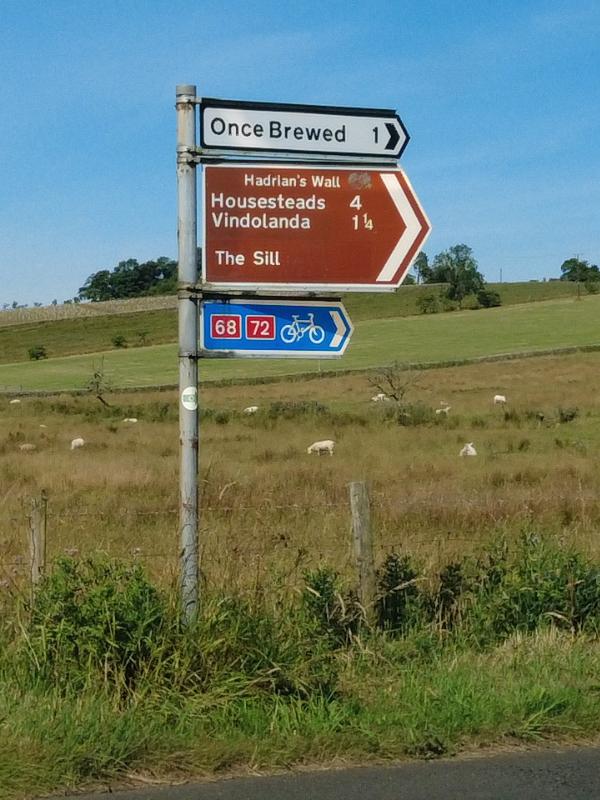 Once Brewed 1
Hadrian's Wall
Housesteads 4
Vindolanda 1¼
The Sill
68 72